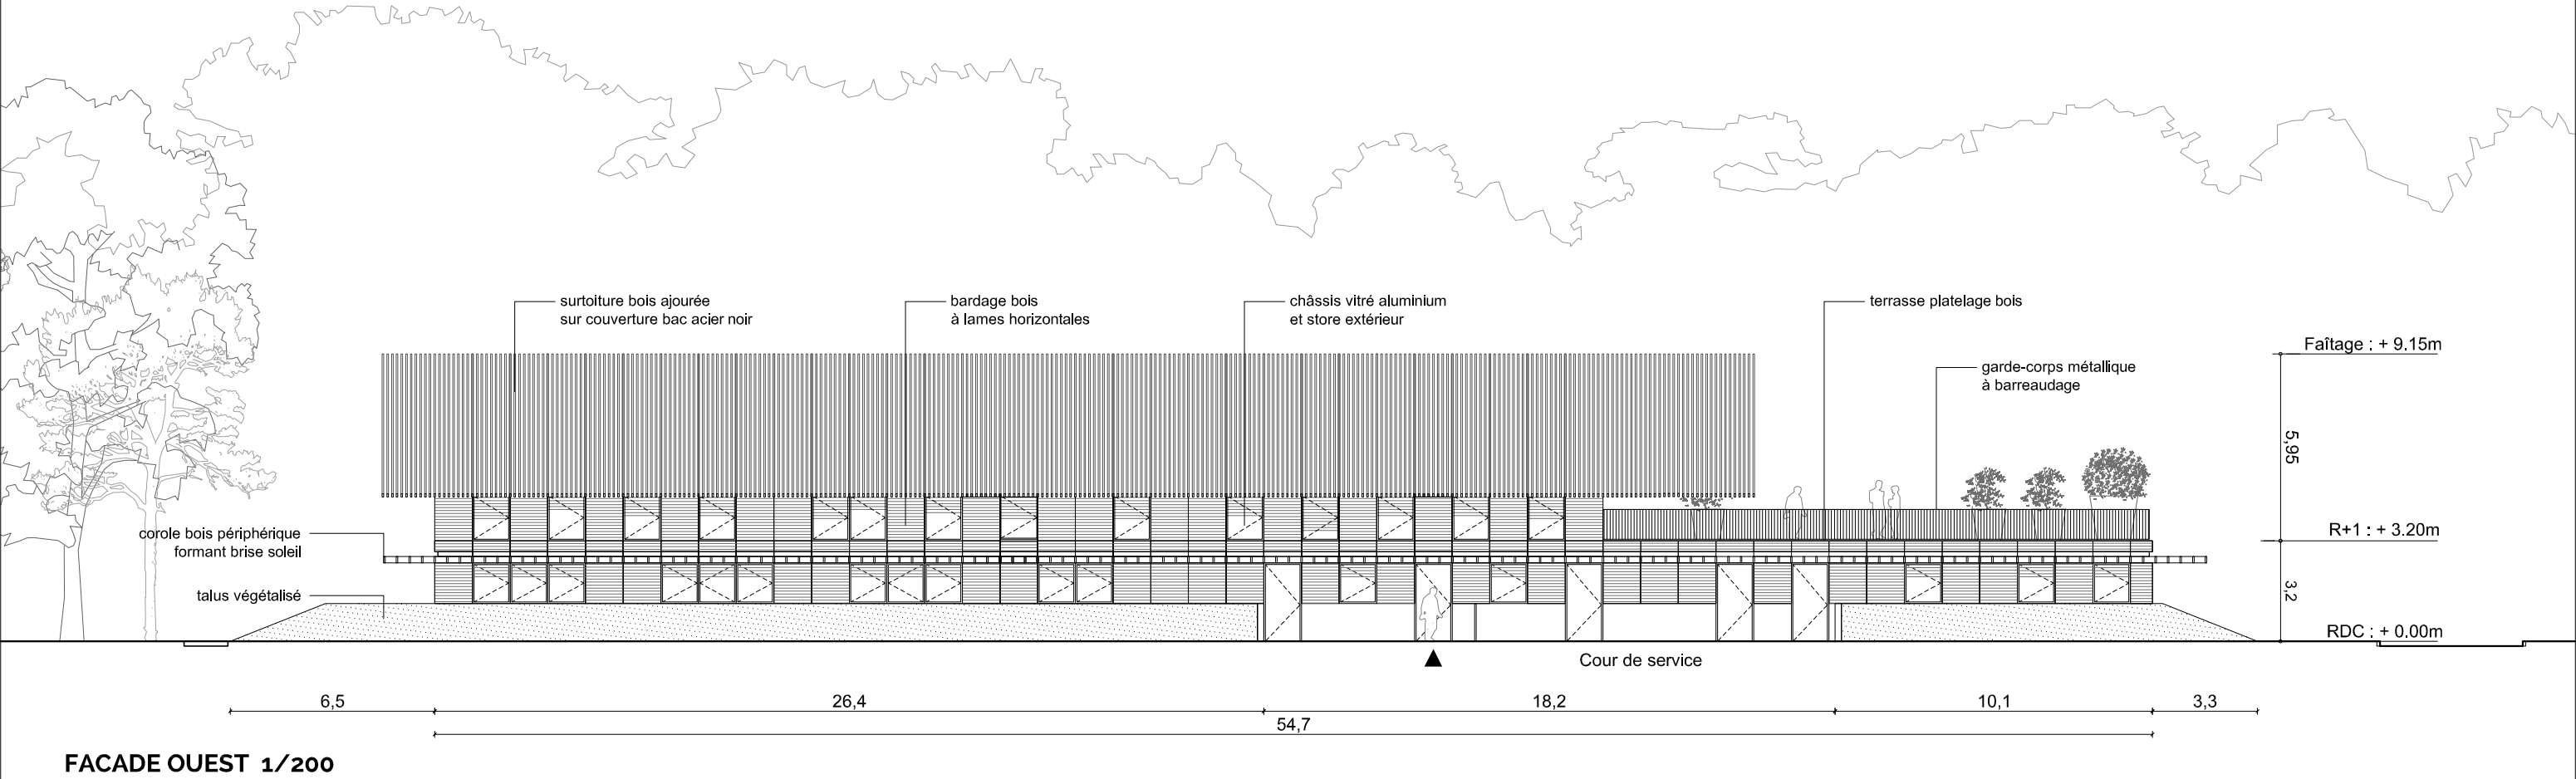 surtoiture bois ajourée
sur couverture bac acier noir
bardage bois
à lames horizontales
châssis vitré aluminium
et store extérieur
terrasse platelage bois
Faîtage : + 9.15m
garde-corps métallique
à barreaudage
5,95
corole bois périphérique
formant brise soleil
R+1 : + 3.20m
talus végétalisé
3,2
RDC : + 0.00m
Cour de service
6,5
26,4
18,2
10,1
3,3
54,7
FACADE OUEST 1/200